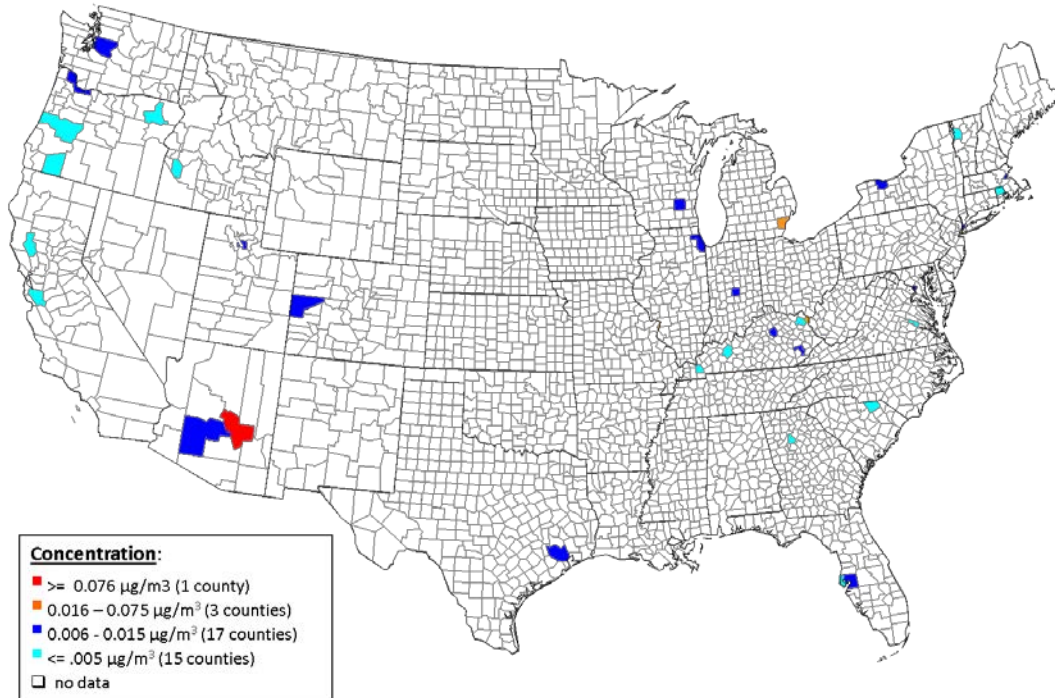 Concentration:
>= 0.076 µg/m3 (1 county)
0.016 – 0.075 µg/m³ (3 counties)
0.006 - 0.015 µg/m³ (17 counties)
<= .005 µg/m³ (15 counties)
no data